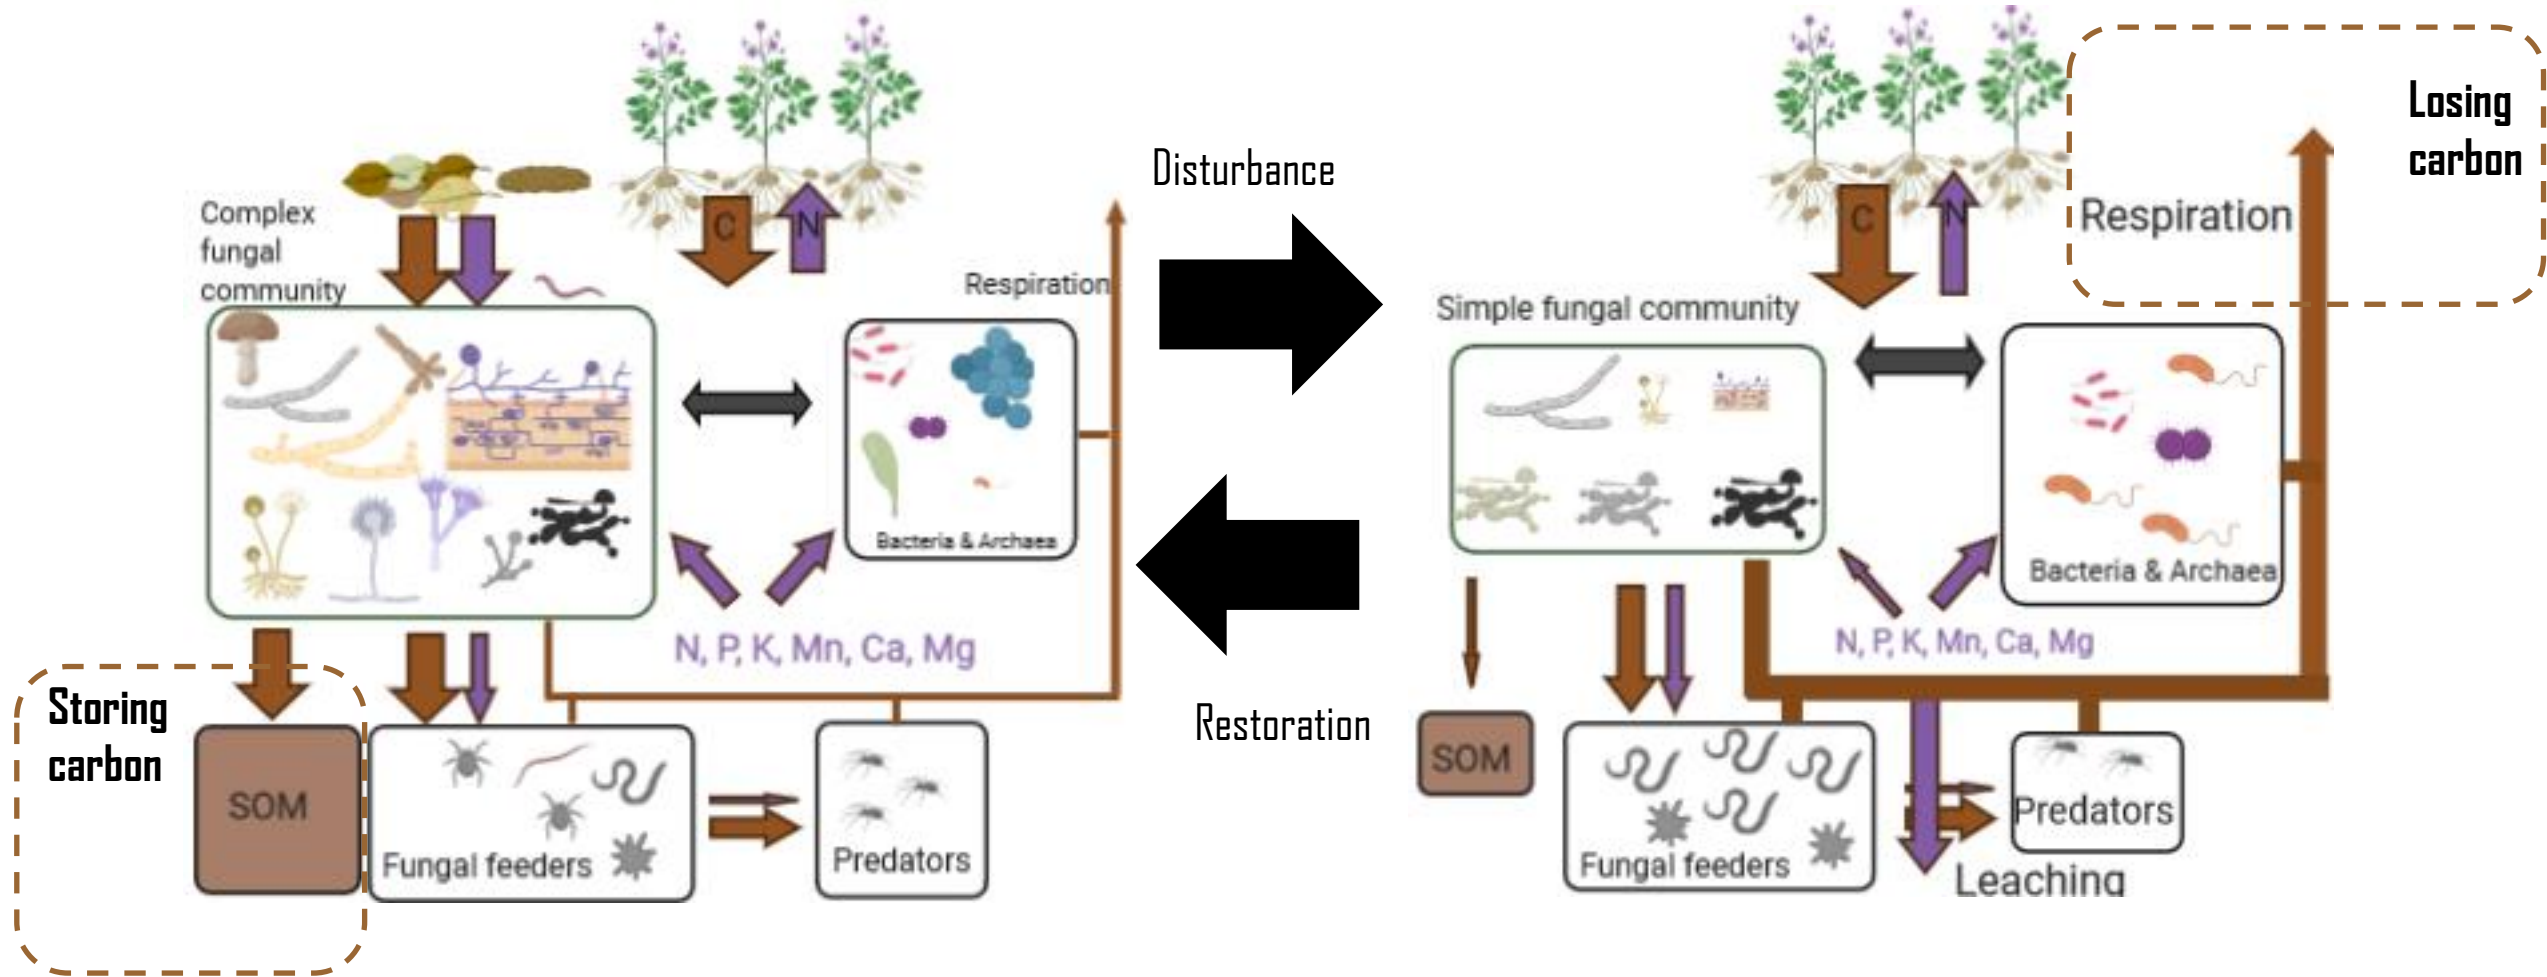 Complex
fungal
community
C
N
Respiration
Bacteria & Archaea
N, P, K, Mn, Ca, Mg
Storing
carbon
SOM
Fungal feeders
Predators
Disturbance
Restoration
Losing
carbon
C
N
Respiration
Simple fungal community
Bacteria & Archaea
N, P, K, Mn, Ca, Mg
SOM
Fungal feeders
Predators
Leaching